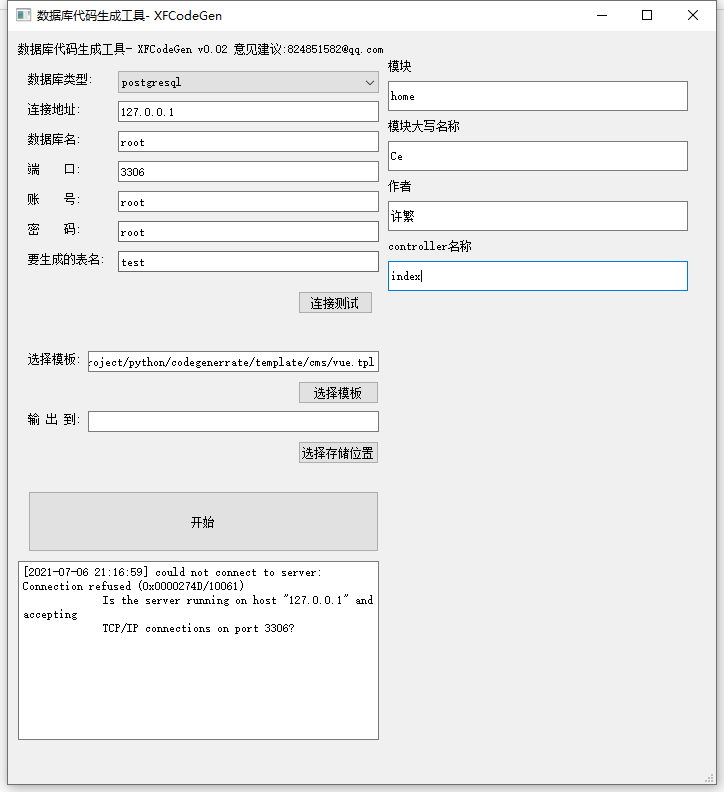 数据库代码生成工具- XFCodeGen
数据库代码生成工具- XFCodeGen v0.02 意见建议:824851582@qq.com
数据库类型: postgresql
连接地址: 127.0.0.1
数据库名: root
端 口: 3306
账 号: root
密 码: root
要生成的表名: test
连接测试
选择模板: roject/python/codegenerrate/template/cms/vue.tpl
选择模板
输 出 到:
选择存储位置
开始
[2021-07-06 21:16:59] could not connect to server:
Connection refused (0x0000274D/10061)
Is the server running on host "127.0.0.1" and
accepting
TCP/IP connections on port 3306?
模块
home
模块大写名称
Ce
作者
许繁
controller名称
index